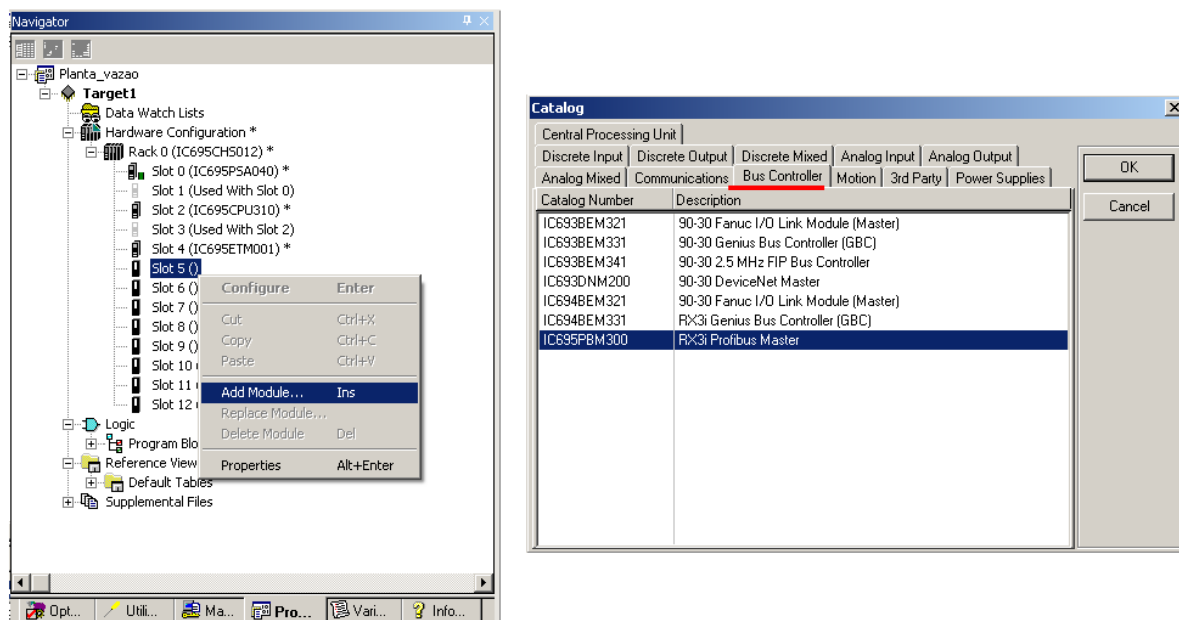 Navigator
Planta_vazao
Target1
Data Watch Lists
Hardware Configuration *
Rack 0 (IC695CHS012) *
Slot 0 (IC695PSA040) *
Slot 1 (Used With Slot 0)
Slot 2 (IC695CPU310) *
Slot 3 (Used With Slot 2)
Slot 4 (IC695ETM001) *
Slot 5 ()
Slot 6 ()
Slot 7 ()
Slot 8 ()
Slot 9 ()
Slot 10
Slot 11
Slot 12
Logic
Program Blo
Reference View
Default Tables
Supplemental Files
Configure Enter
Cut Ctrl+X
Copy Ctrl+C
Paste Ctrl+V
Add Module... Ins
Replace Module...
Delete Module Del
Properties Alt+Enter
Opt... Utili... Ma... Pro... Vari... Info...
Catalog
Central Processing Unit
Discrete Input Discrete Output Discrete Mixed Analog Input Analog Output
Analog Mixed Communications Bus Controller Motion 3rd Party Power Supplies
Catalog Number Description
IC693BEM321 90-30 Fanuc I/O Link Module (Master)
IC693BEM331 90-30 Genius Bus Controller (GBC)
IC693BEM341 90-30 2.5 MHz FIP Bus Controller
IC693DNM200 90-30 DeviceNet Master
IC694BEM321 90-30 Fanuc I/O Link Module (Master)
IC694BEM331 RX3i Genius Bus Controller (GBC)
IC695PBM300 RX3i Profibus Master
OK
Cancel